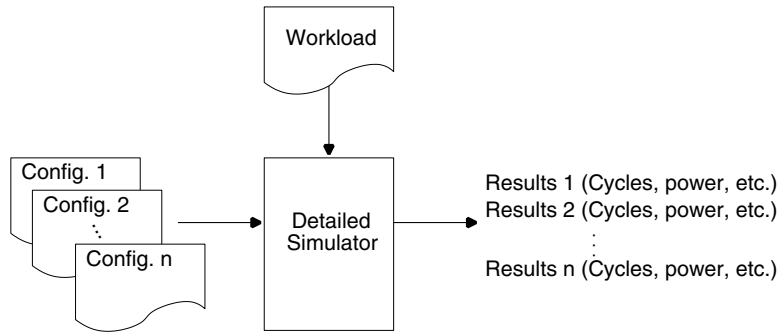 Workload
Config. 1
Config. 2
Config. n
Detailed
Simulator
Results 1 (Cycles, power, etc.)
Results 2 (Cycles, power, etc.)
Results n (Cycles, power, etc.)